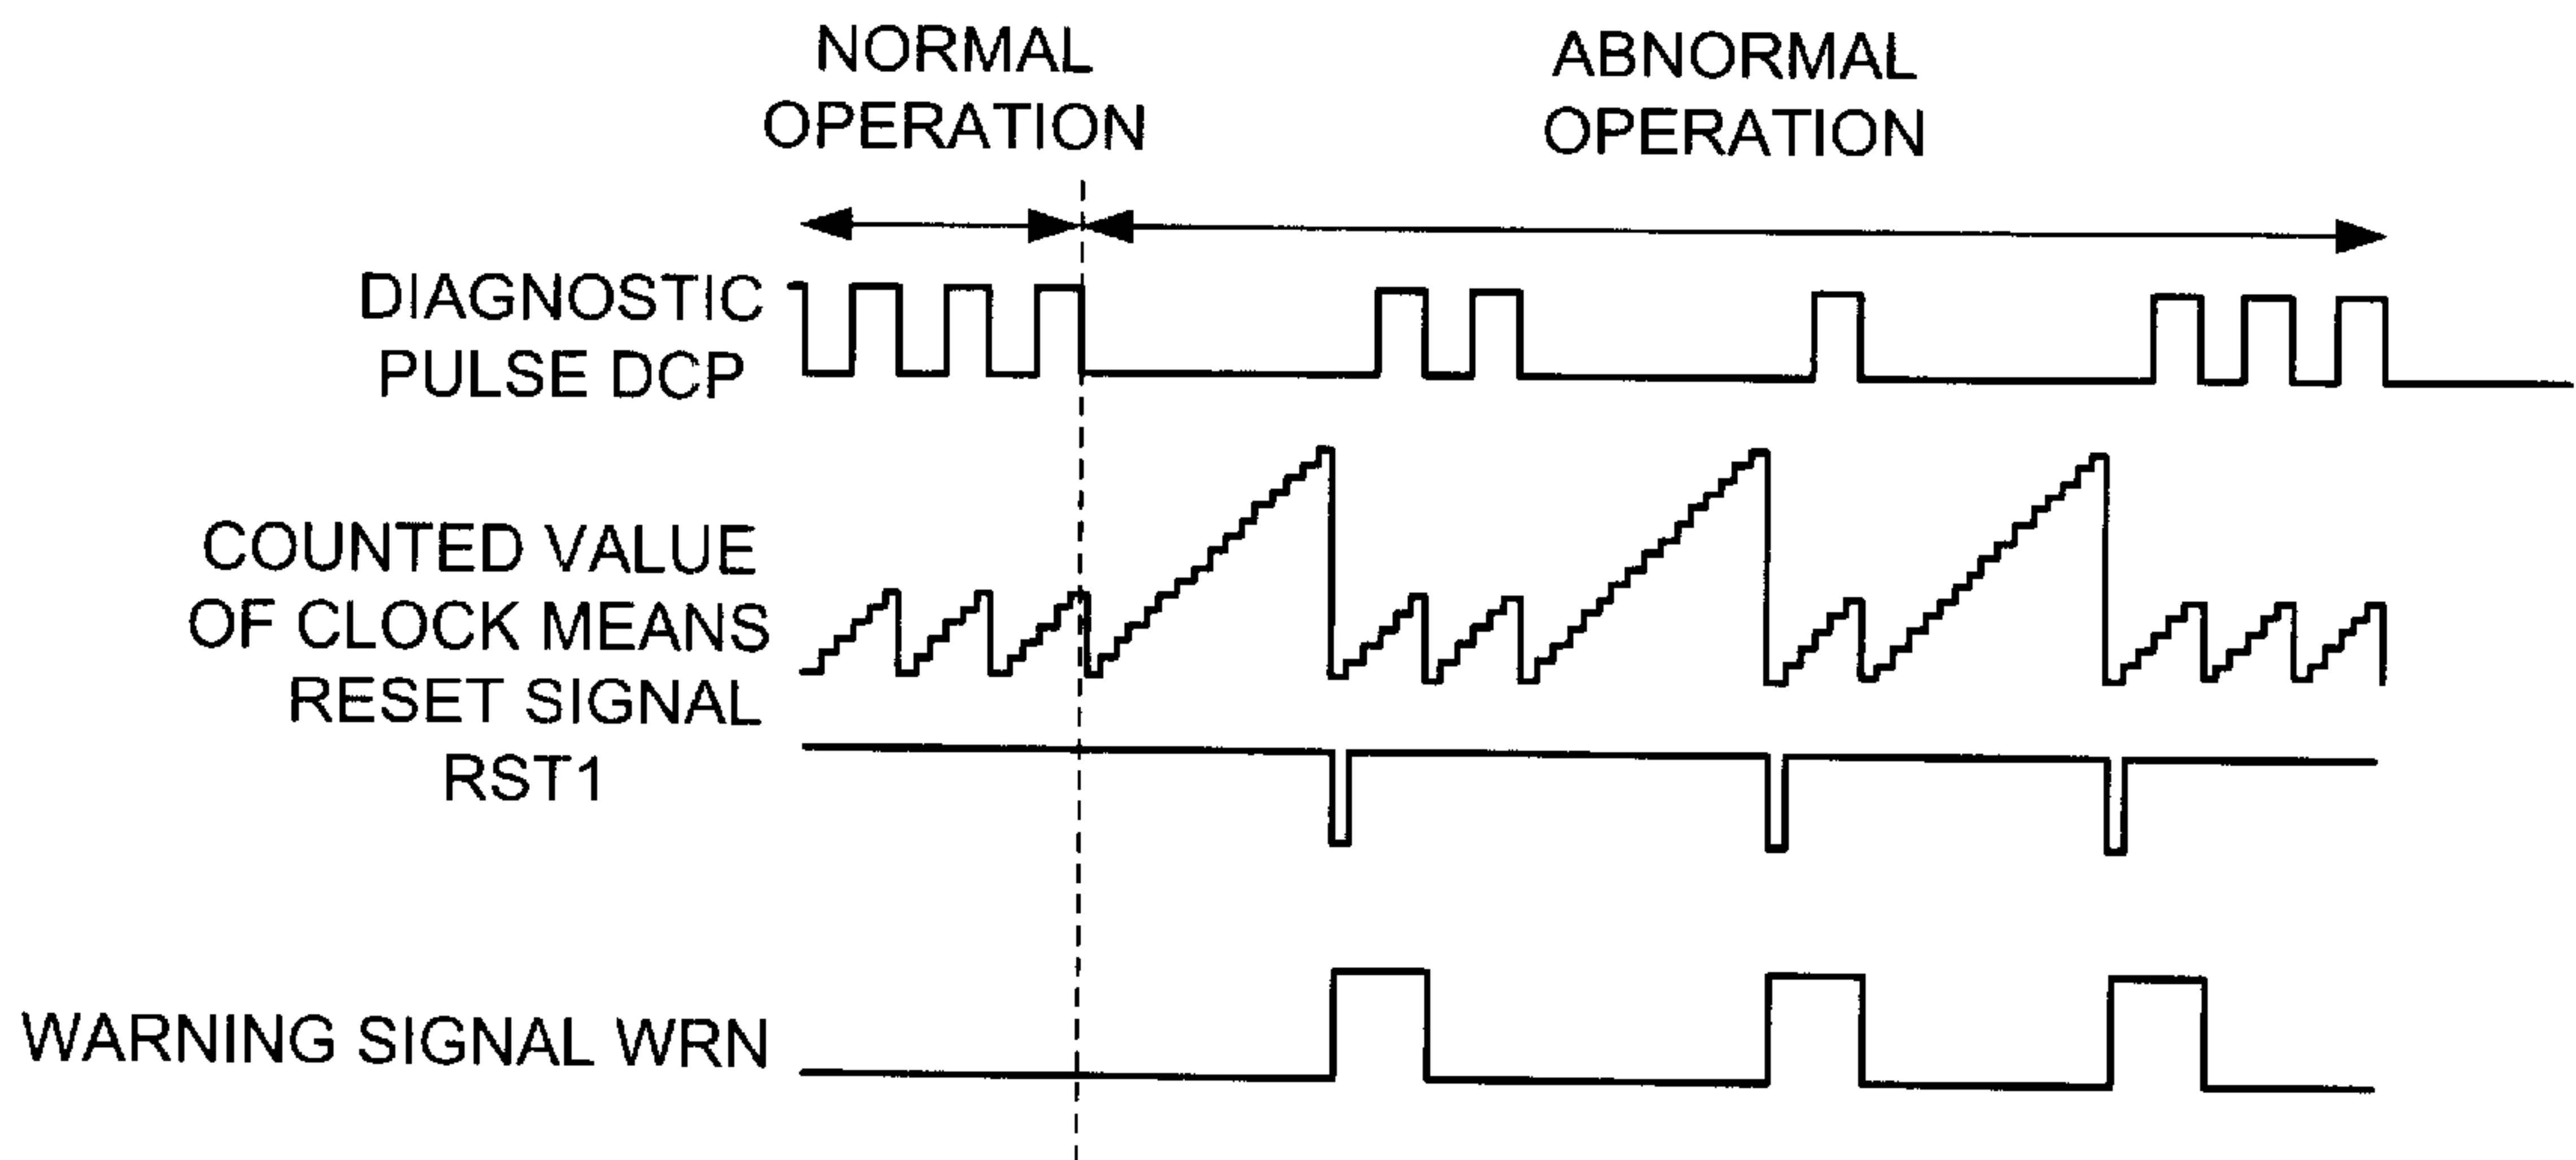 NORMAL
OPERATION
ABNORMAL
OPERATION
DIAGNOSTIC
PULSE DCP
COUNTED VALUE
OF CLOCK MEANS
RESET SIGNAL
RST1
WARNING SIGNAL WRN